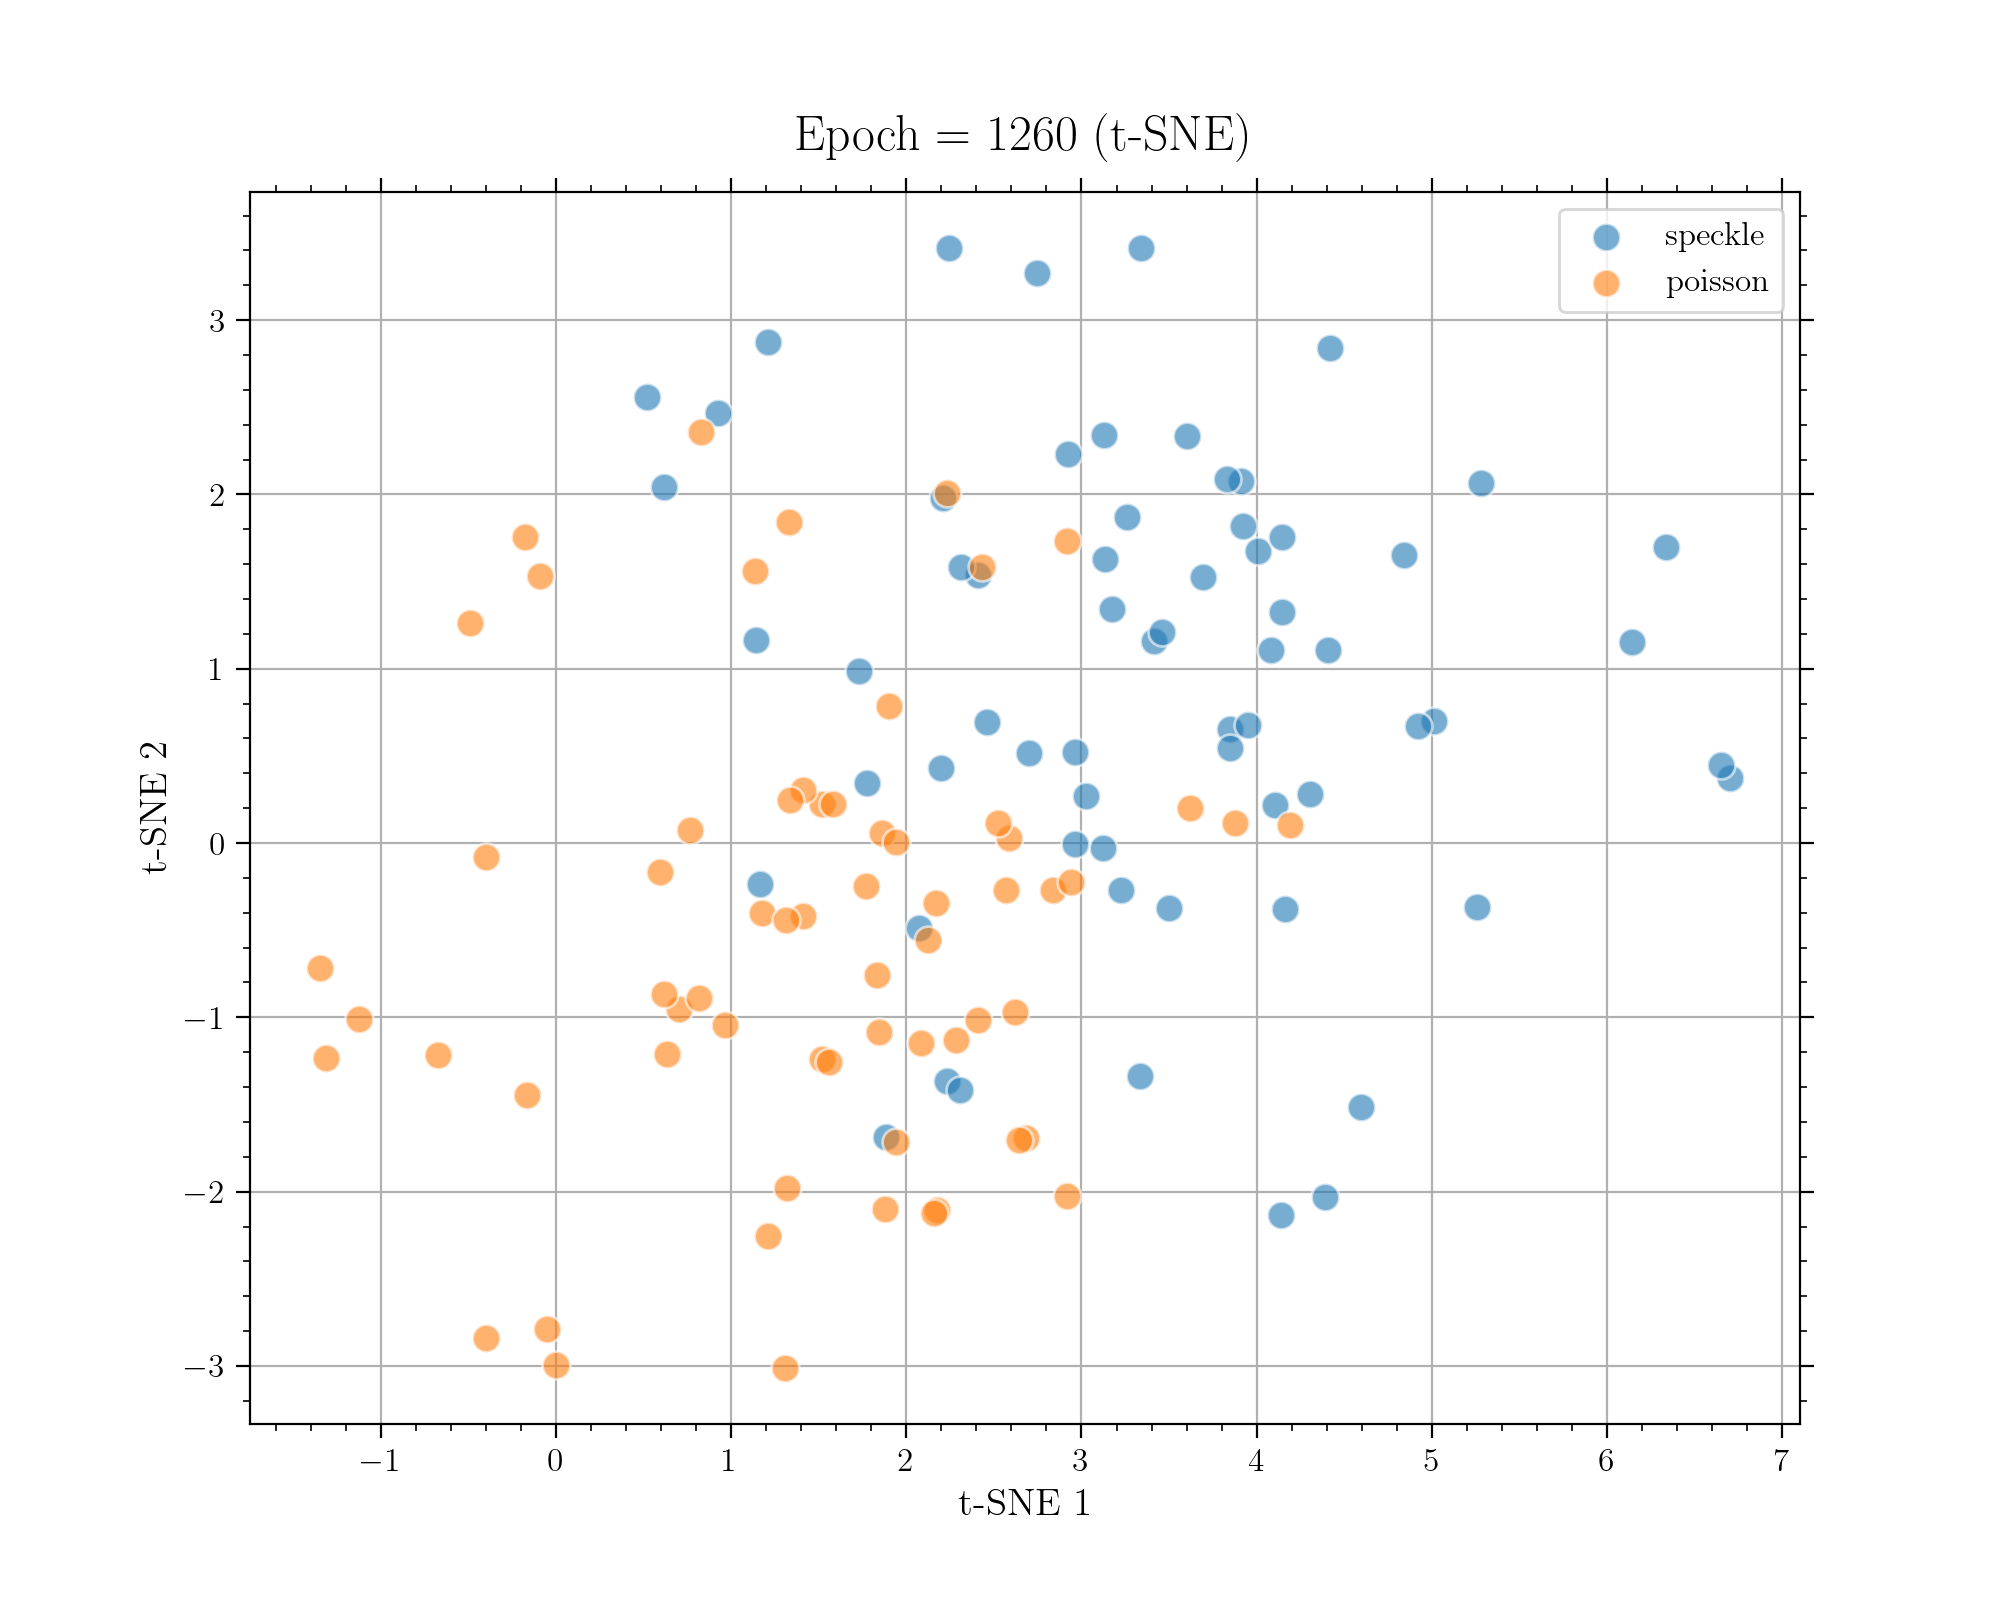 Epoch = 1260 (t-SNE)
speckle
poisson
3
2
1
0
−1
−2
−3
t-SNE 2
−1 0 1 2 3 4 5 6 7
t-SNE 1